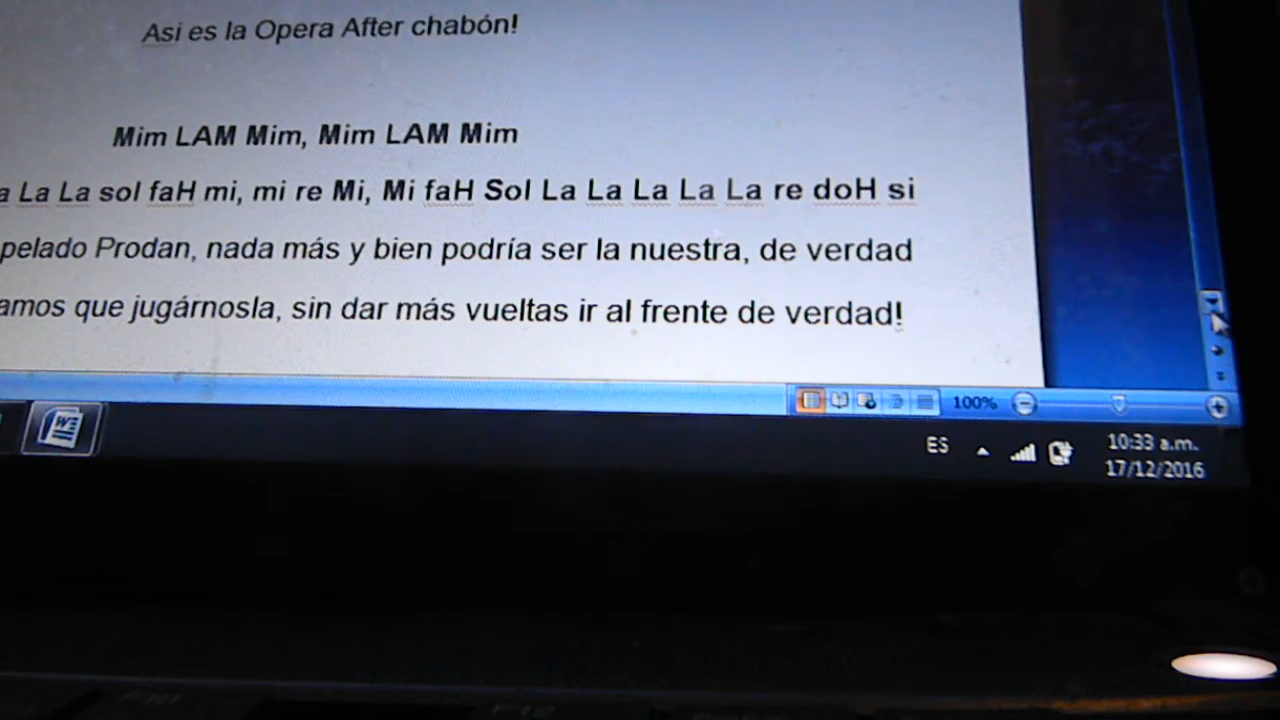 Asi es la Opera After chabón!
Mim LAM Mim, Mim LAM Mim
a La La sol faH mi, mi re Mi, Mi faH Sol La La La La La re doH si
pelado Prodan, nada más y bien podría ser la nuestra, de verdad
amos que jugárnosla, sin dar más vueltas ir al frente de verdad!
100%
ES
10:33 a.m.
17/12/2016